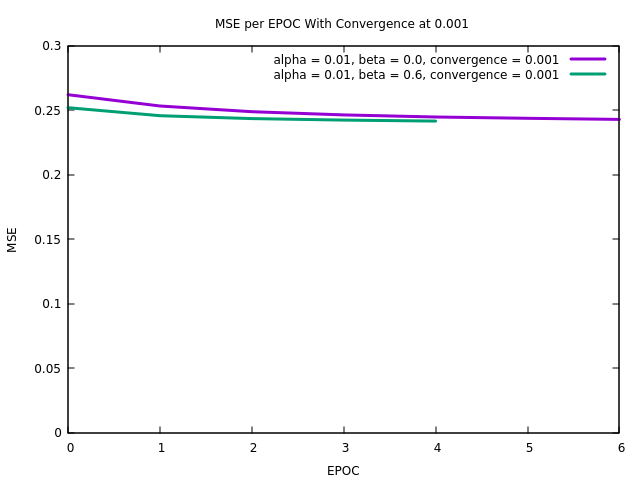 MSE per EPOC With Convergence at 0.001
alpha = 0.01, beta = 0.0, convergence = 0.001
alpha = 0.01, beta = 0.6, convergence = 0.001
0.3
0.25
0.2
0.15
0.1
0.05
0
MSE
0 1 2 3 4 5 6
EPOC